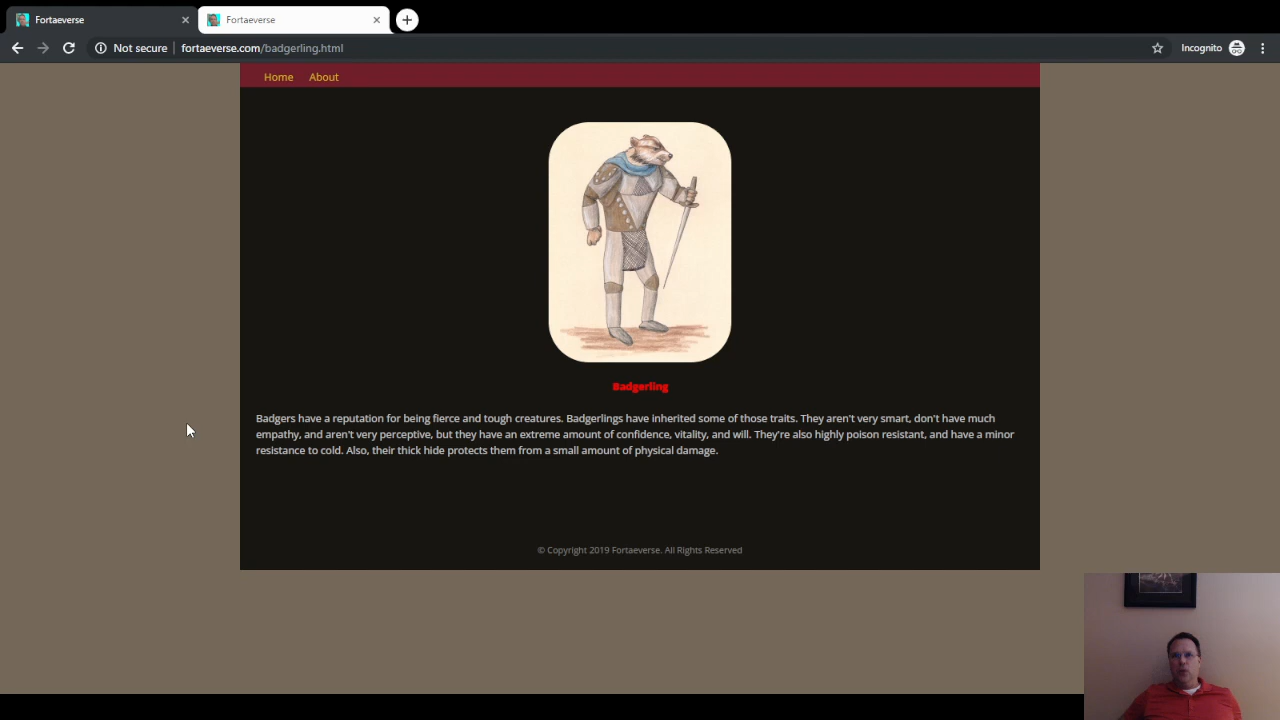 Fortaeverse
Fortaeverse
Not secure fortaeverse.com/badgerling.html
Incognito
Home About
Badgerling
Badgers have a reputation for being fierce and tough creatures. Badgerlings have inherited some of those traits. They aren't very smart, don't have much
empathy, and aren't very perceptive, but they have an extreme amount of confidence, vitality, and will. They're also highly poison resistant, and have a minor
resistance to cold. Also, their thick hide protects them from a small amount of physical damage.
© Copyright 2019 Fortaeverse. All Rights Reserved